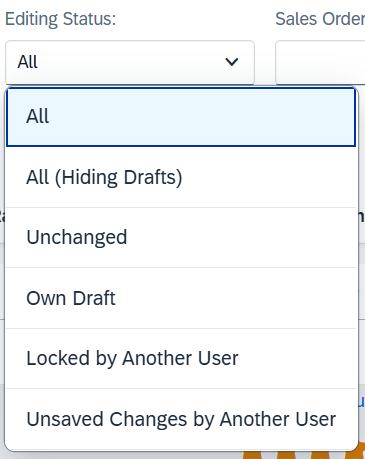 Editing Status: Sales Order
All
All
All (Hiding Drafts)
Unchanged
Own Draft
Locked by Another User
Unsaved Changes by Another User